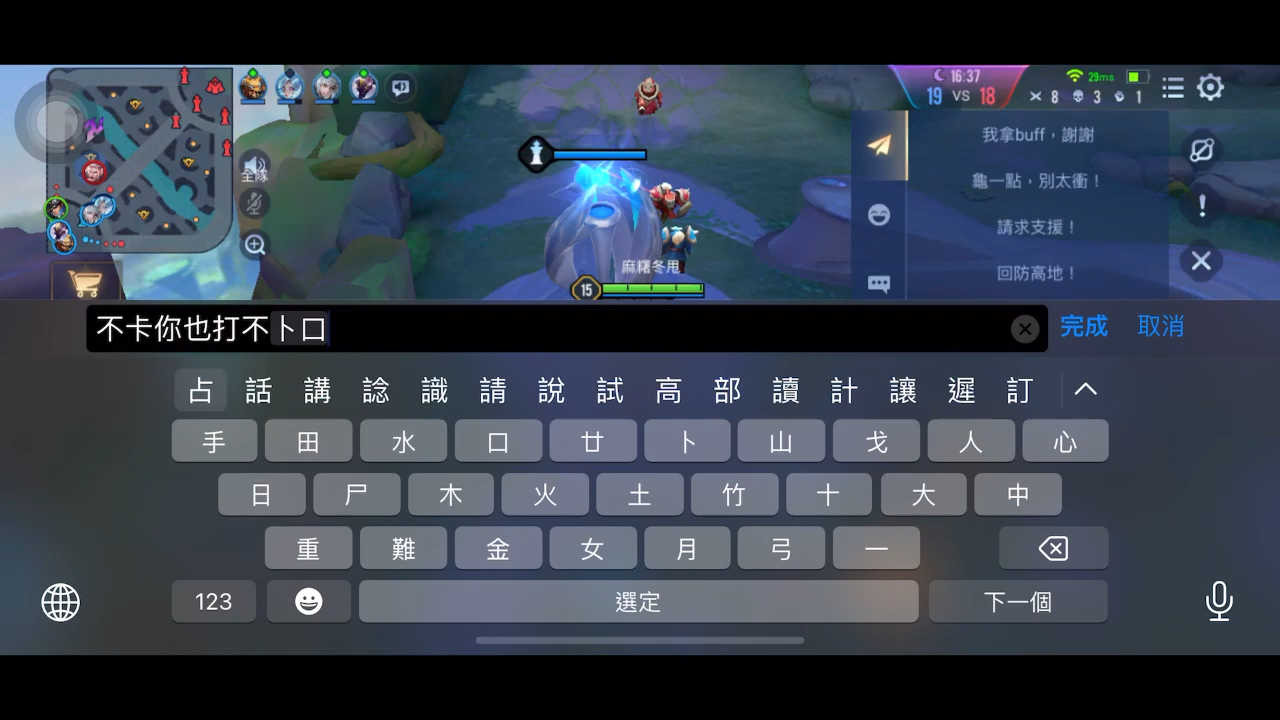 16:37
29ms
19 VS 18
8 3 1
全隊
我拿buff，謝謝
龜一點，別太衝！
請求支援！
回防高地！
麻糬冬甩
15
不卡你也打不卜口
完成
取消
占 話 講 諗 識 請 說 試 高 部 讀 計 讓 遲 訂
手 田 水 口 廿 卜 山 戈 人 心
日 尸 木 火 土 竹 十 大 中
重 難 金 女 月 弓 一
123 選定 下一個